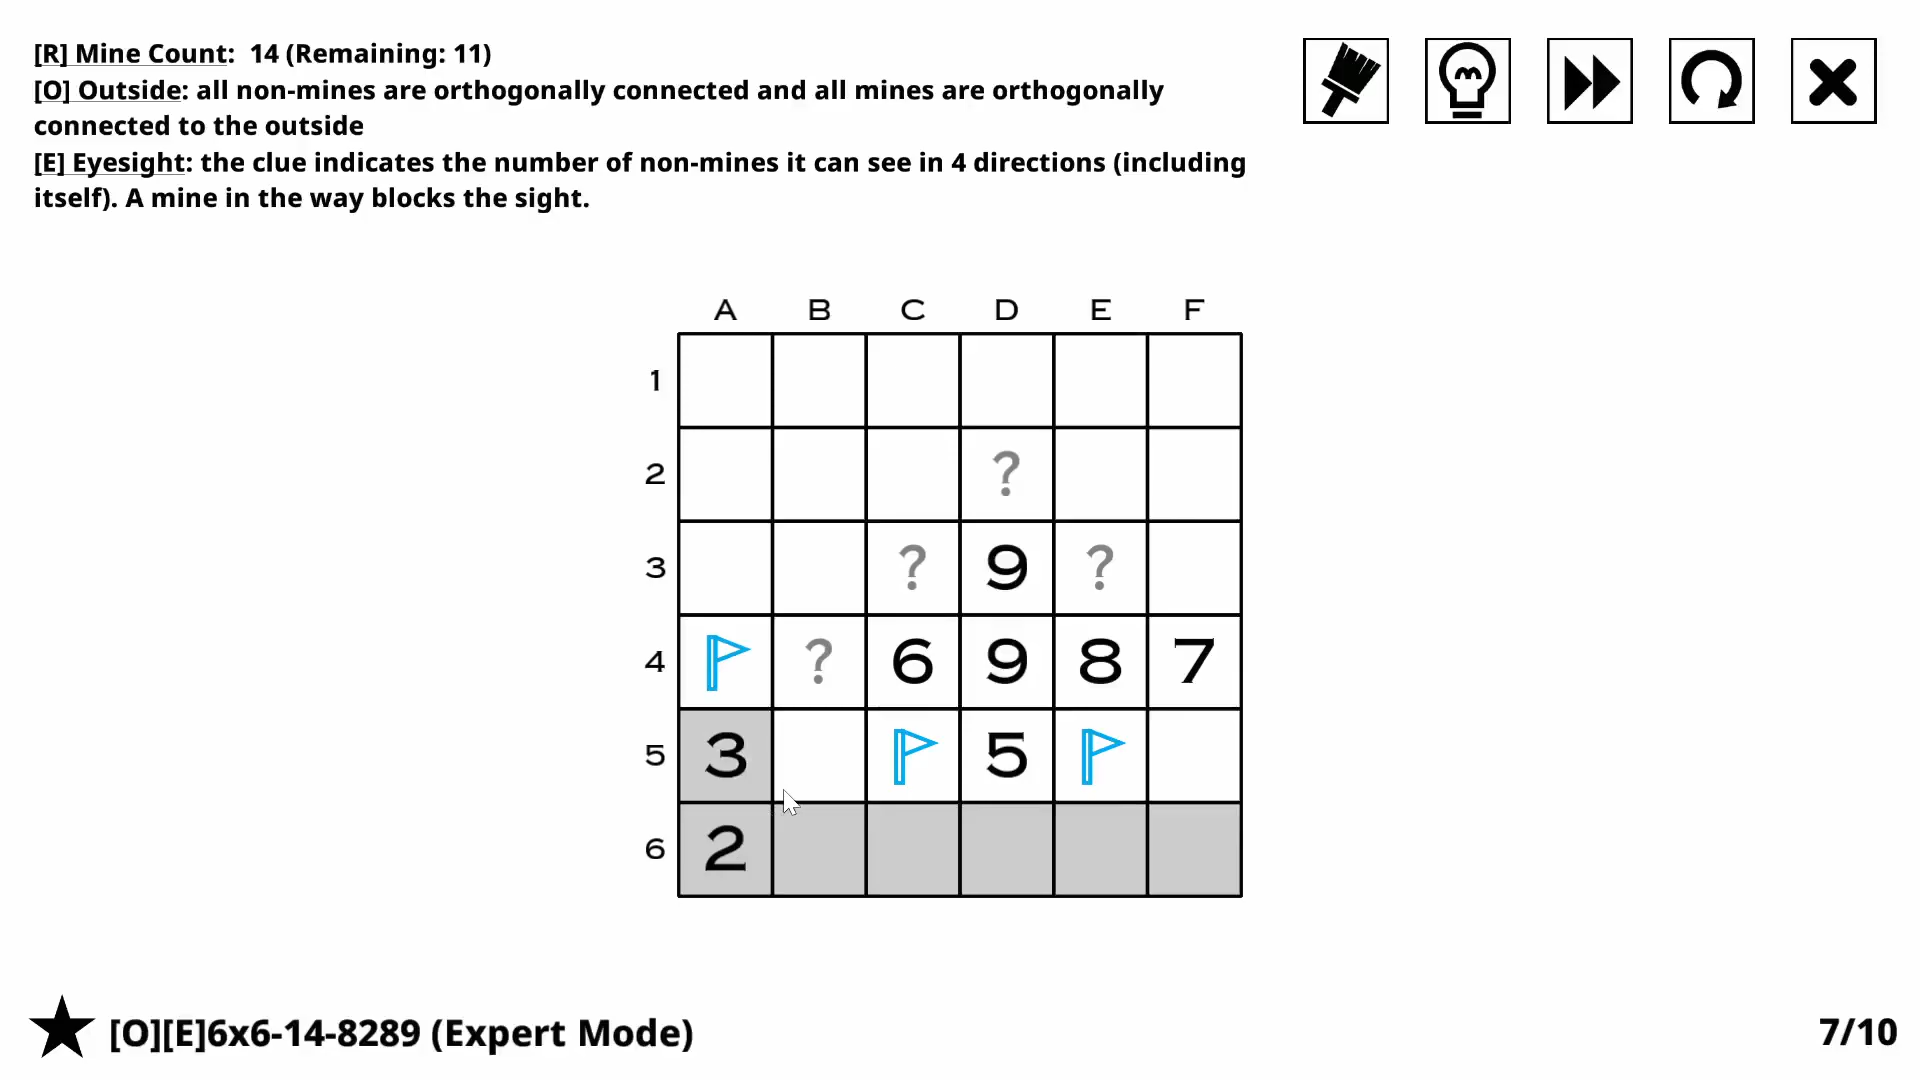 [R] Mine Count: 14 (Remaining: 11)
[O] Outside: all non-mines are orthogonally connected and all mines are orthogonally
connected to the outside
[E] Eyesight: the clue indicates the number of non-mines it can see in 4 directions (including
itself). A mine in the way blocks the sight.
A B C D E F
1
2 ?
3 ? 9 ?
4 ? 6 9 8 7
5 3 5
6 2
[O][E]6x6-14-8289 (Expert Mode)
7/10